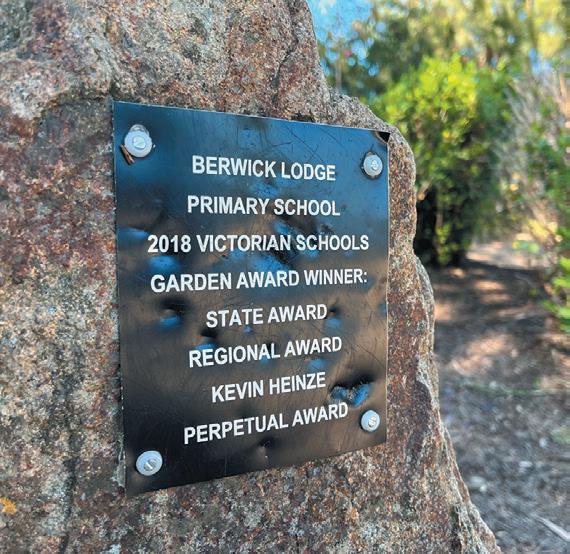 BERWICK LODGE
PRIMARY SCHOOL
2018 VICTORIAN SCHOOLS
GARDEN AWARD WINNER:
STATE AWARD
REGIONAL AWARD
KEVIN HEINZE
PERPETUAL AWARD